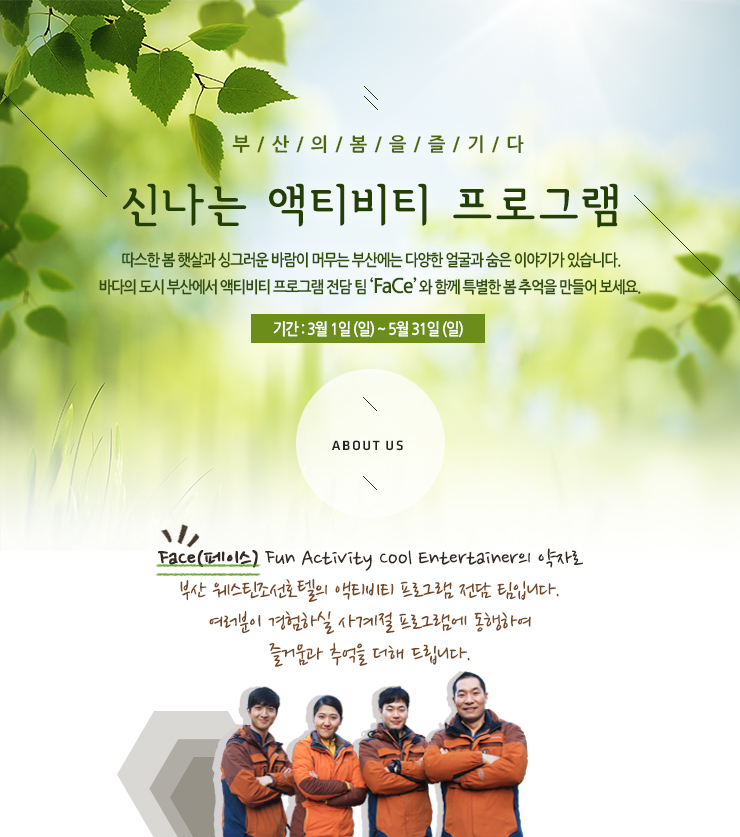 부/산/의/봄/을/즐/기/다
신나는 액티비티 프로그램
따스한 봄 햇살과 싱그러운 바람이 머무는 부산에는 다양한 얼굴과 숨은 이야기가 있습니다.
바다의 도시 부산에서 액티비티 프로그램 전담 팀 ‘FaCe’ 와 함께 특별한 봄 추억을 만들어 보세요.
기간 : 3월 1일 (일) ~ 5월 31일 (일)
ABOUT US
Face(페이스) Fun Activity Cool Entertainer의 약자로
부산 웨스틴조선호텔의 액티비티 프로그램 전담 팀입니다.
여러분이 경험하실 사계절 프로그램에 동행하여
즐거움과 추억을 더해 드립니다.